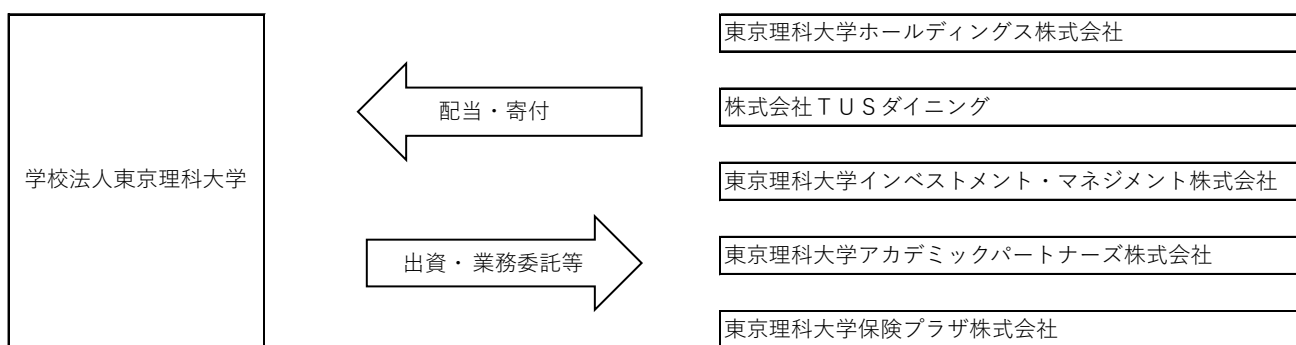 学校法人東京理科大学
配当・寄付
出資・業務委託等
東京理科大学ホールディングス株式会社
株式会社TUSダイニング
東京理科大学インベストメント・マネジメント株式会社
東京理科大学アカデミックパートナーズ株式会社
東京理科大学保険プラザ株式会社